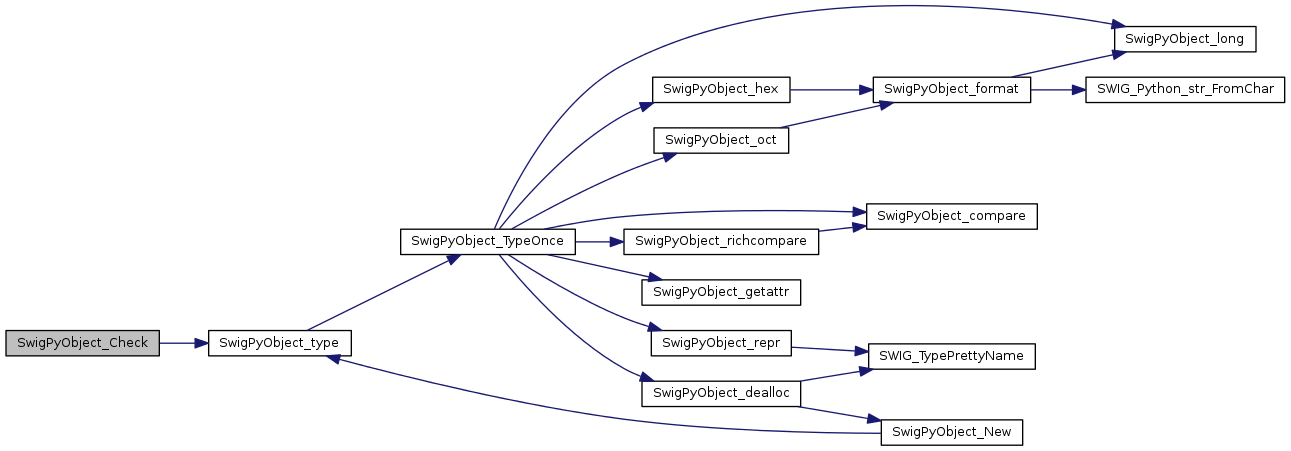 SwigPyObject_long
SwigPyObject_hex
SwigPyObject_format
SWIG_Python_str_FromChar
SwigPyObject_oct
SwigPyObject_compare
SwigPyObject_TypeOnce
SwigPyObject_richcompare
SwigPyObject_getattr
SwigPyObject_Check
SwigPyObject_type
SwigPyObject_repr
SWIG_TypePrettyName
SwigPyObject_dealloc
SwigPyObject_New